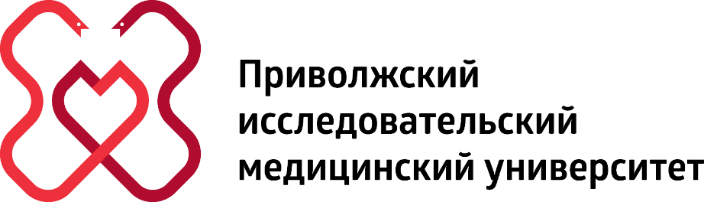 Приволжский
исследовательский
медицинский университет